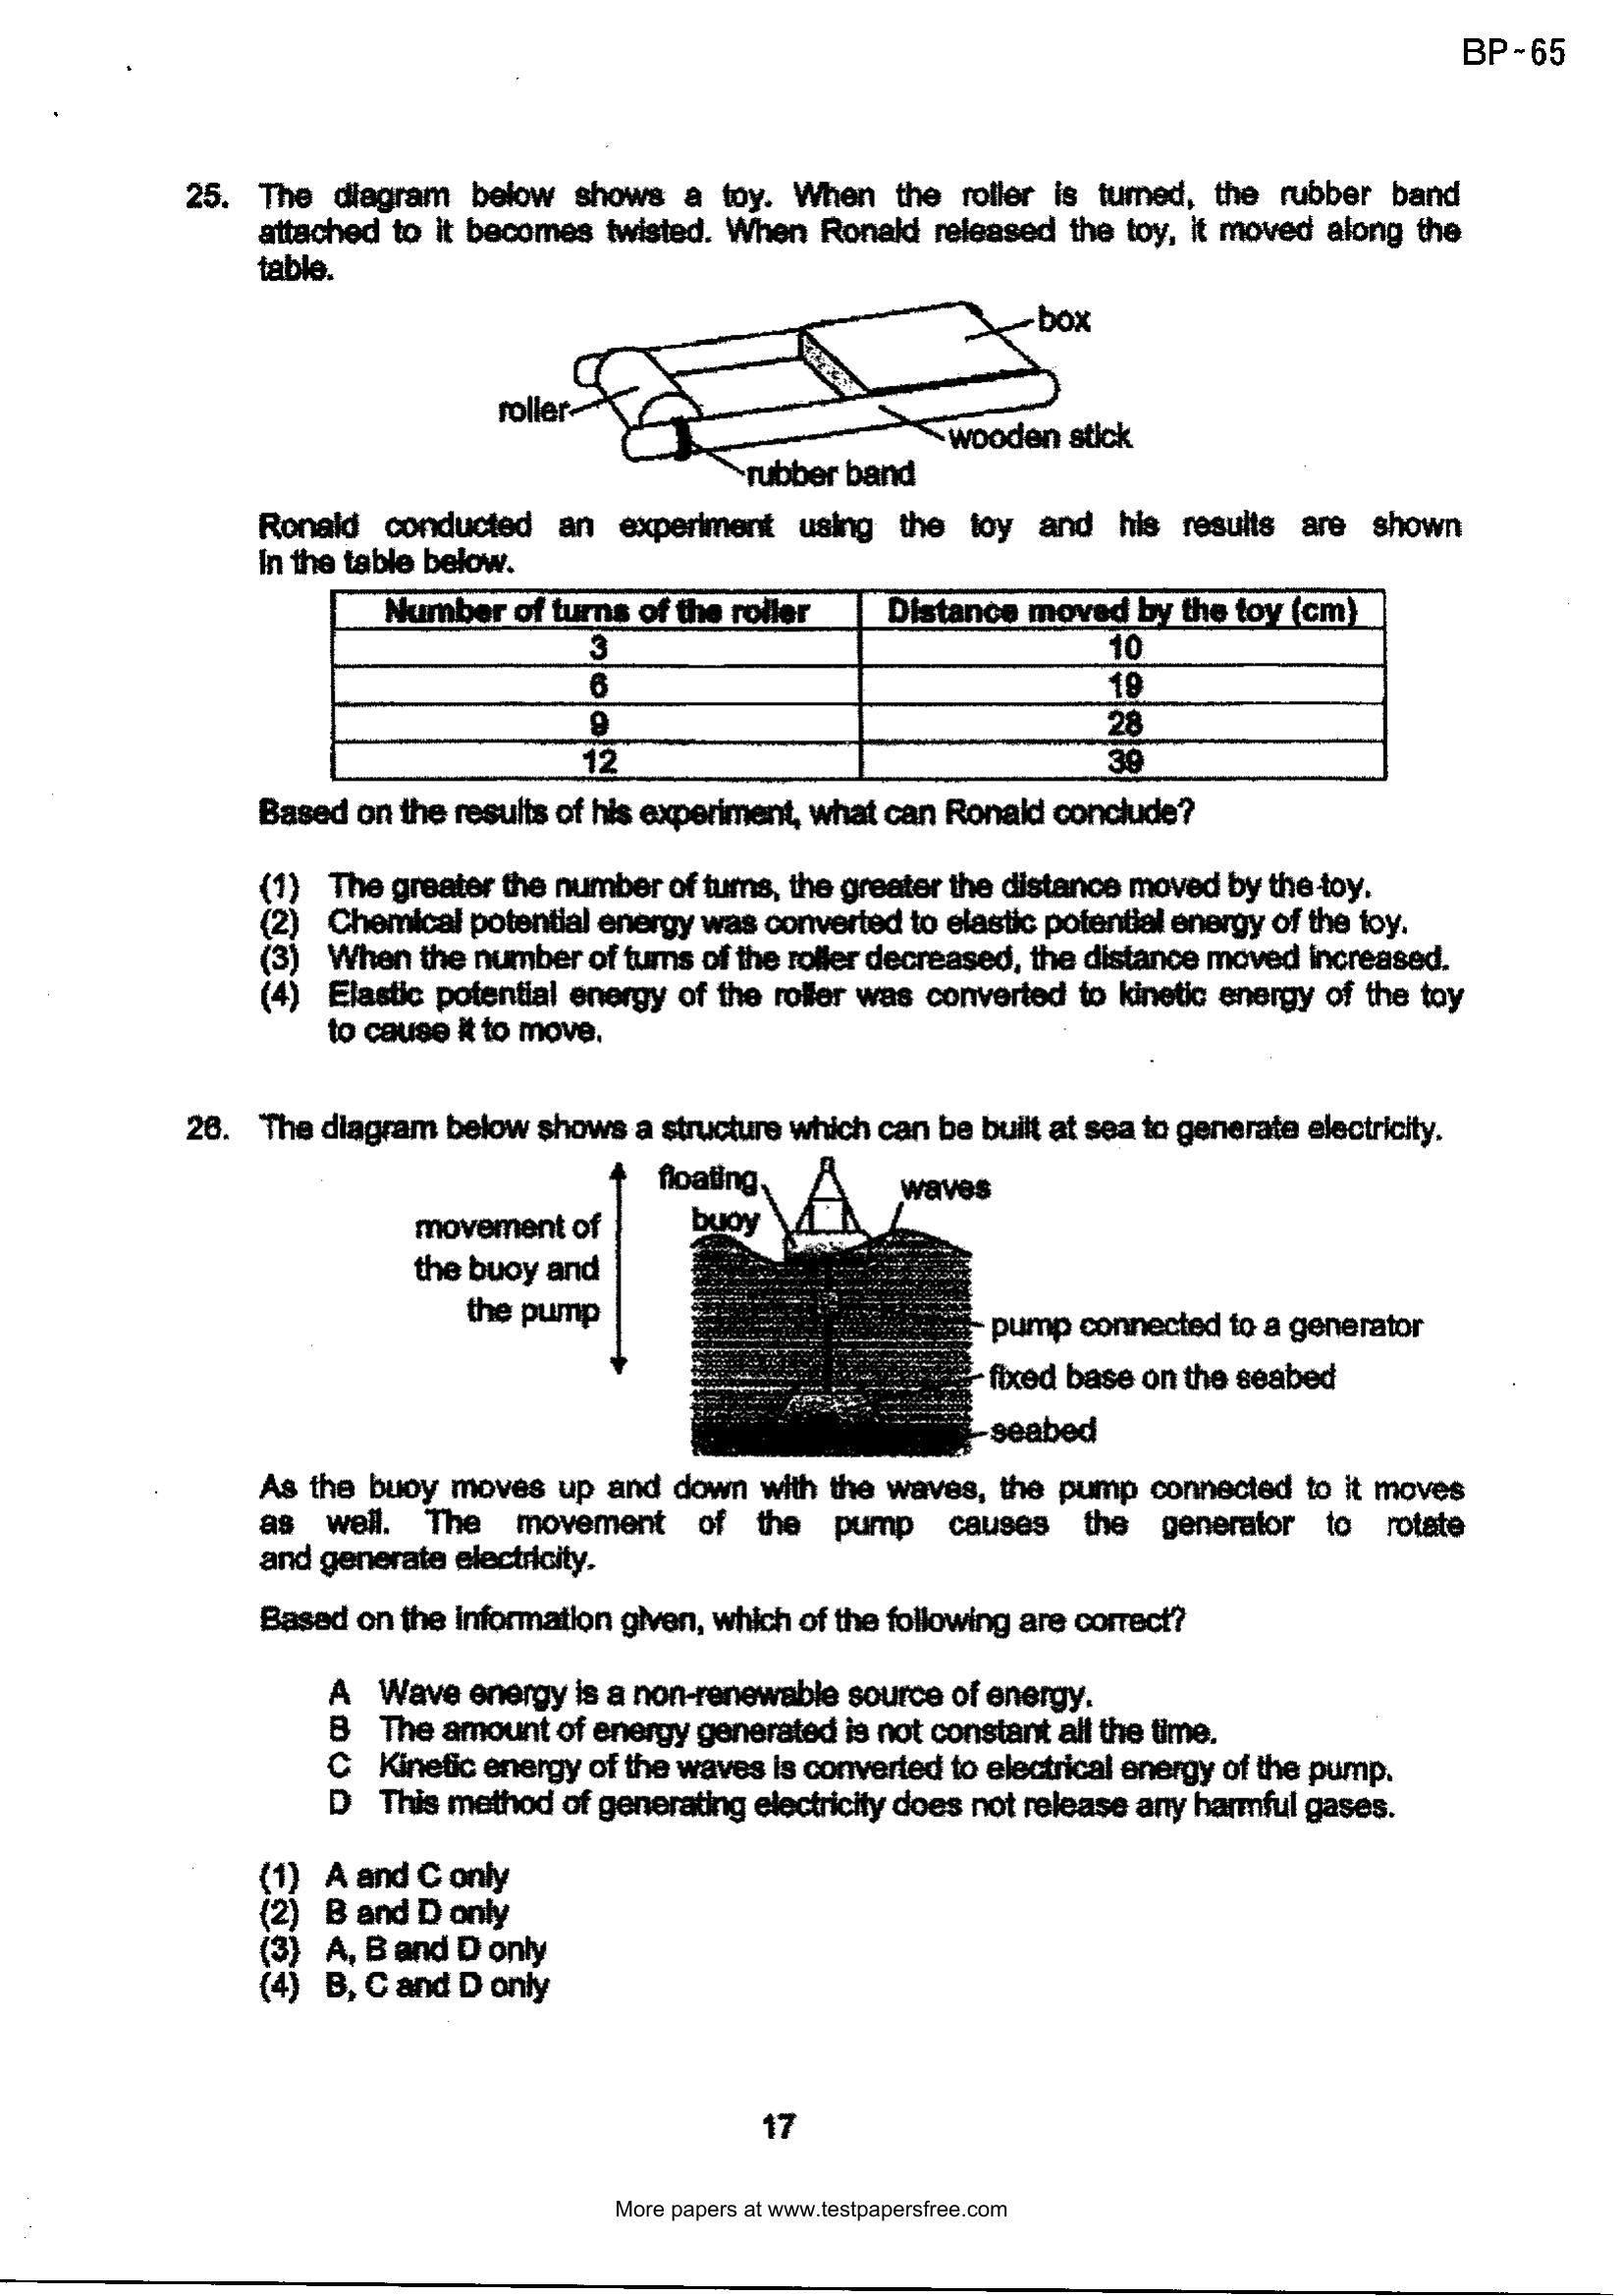 BP-65
25. The diagram below shows a toy. When the roller is turned, the rubber band
attached to it becomes twisted. When Ronald released the toy, it moved along the
table.
box
roller
wooden stick
rubber band
Ronald conducted an experiment using the toy and his results are shown
in the table below.
Number of turns of the roller Distance moved by the toy (cm)
3 10
6 19
9 28
12 39
Based on the results of his experiment, what can Ronald conclude?
(1) The greater the number of turns, the greater the distance moved by the toy.
(2) Chemical potential energy was converted to elastic potential energy of the toy.
(3) When the number of turns of the roller decreased, the distance moved increased.
(4) Elastic potential energy of the roller was converted to kinetic energy of the toy
to cause it to move.
26. The diagram below shows a structure which can be built at sea to generate electricity.
floating
buoy
waves
movement of
the buoy and
the pump
pump connected to a generator
fixed base on the seabed
seabed
As the buoy moves up and down with the waves, the pump connected to it moves
as well. The movement of the pump causes the generator to rotate
and generate electricity.
Based on the information given, which of the following are correct?
A Wave energy is a non-renewable source of energy.
B The amount of energy generated is not constant all the time.
C Kinetic energy of the waves is converted to electrical energy of the pump.
D This method of generating electricity does not release any harmful gases.
(1) A and C only
(2) B and D only
(3) A, B and D only
(4) B, C and D only
17
More papers at www.testpapersfree.com